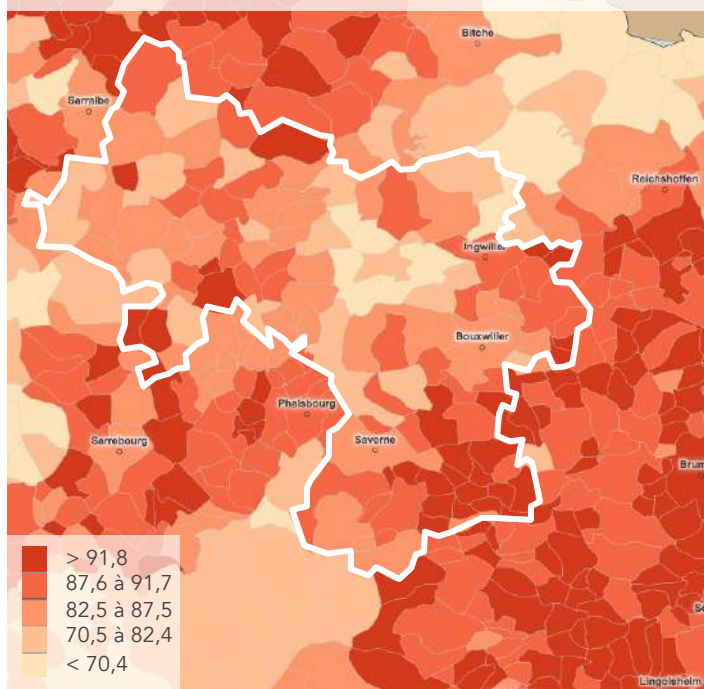 Bitche
Sarralbe
Reichshoffen
Ingwiller
Bouxwiller
Phalsbourg
Sarrebourg
Saverne
Brum
> 91,8
87,6 à 91,7
82,5 à 87,5
70,5 à 82,4
< 70,4
Lingolsheim